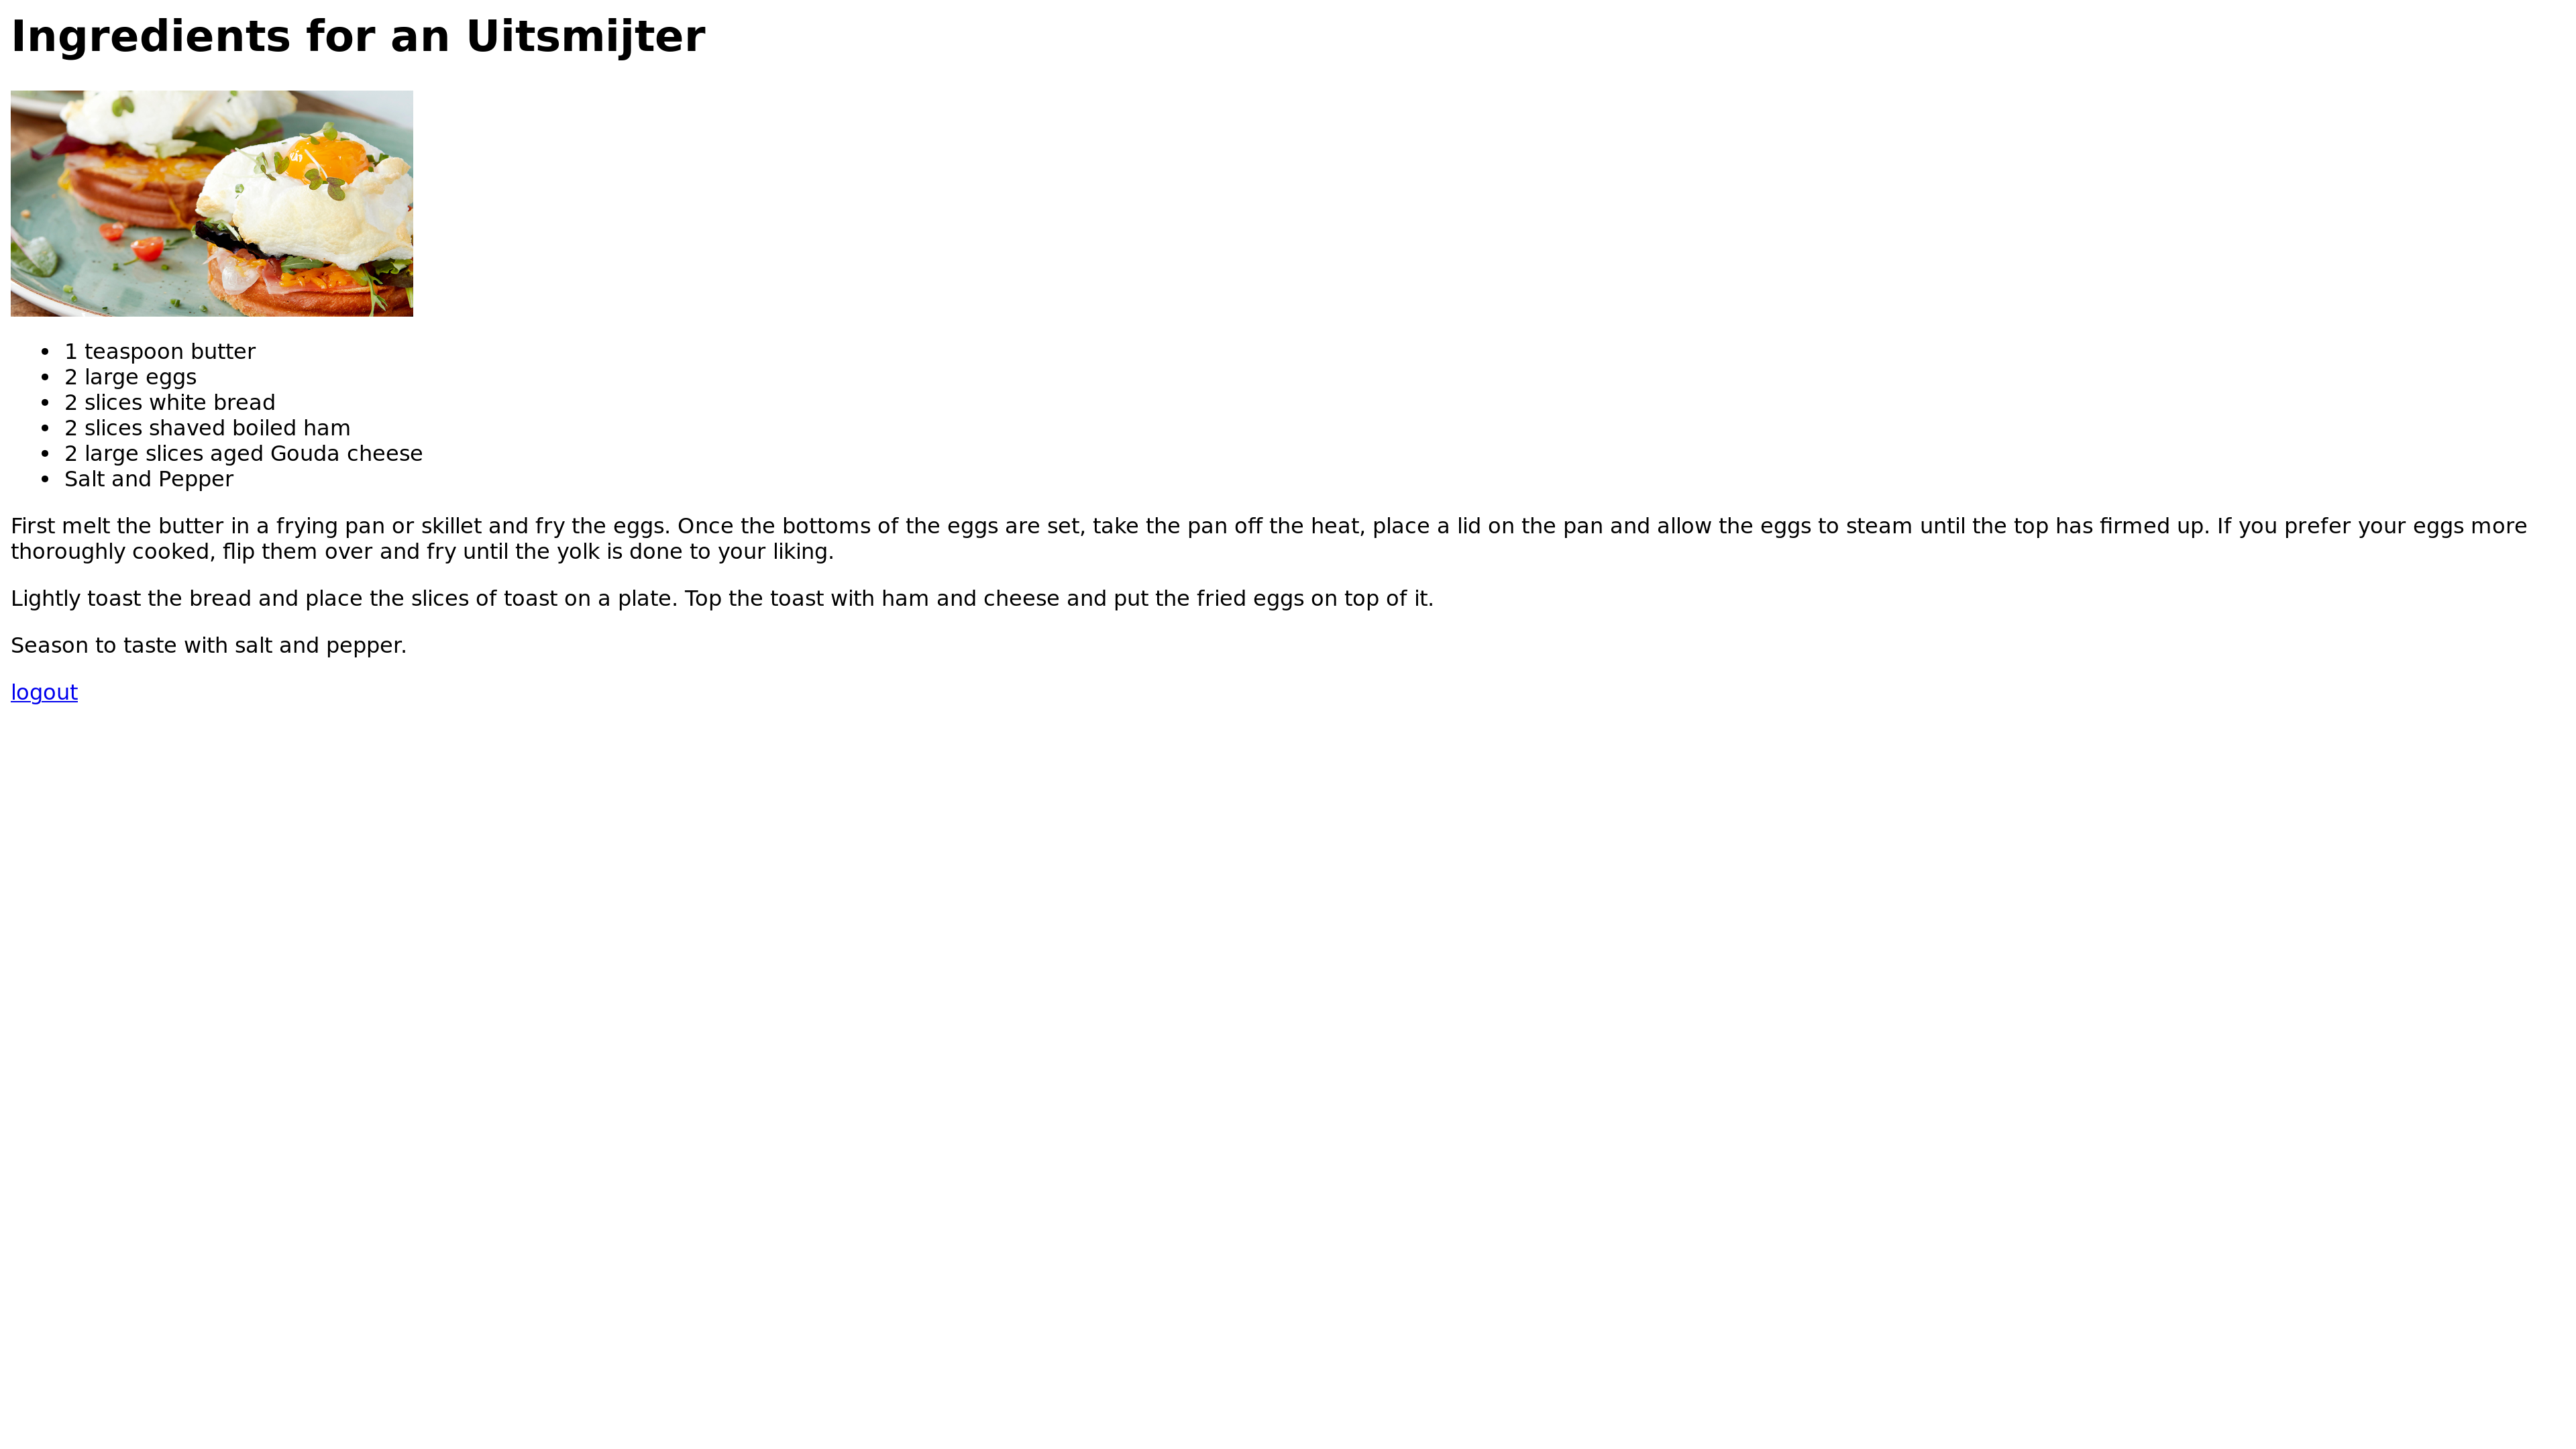 Ingredients for an Uitsmijter
• 1 teaspoon butter
• 2 large eggs
• 2 slices white bread
• 2 slices shaved boiled ham
• 2 large slices aged Gouda cheese
• Salt and Pepper
First melt the butter in a frying pan or skillet and fry the eggs. Once the bottoms of the eggs are set, take the pan off the heat, place a lid on the pan and allow the eggs to steam until the top has firmed up. If you prefer your eggs more
thoroughly cooked, flip them over and fry until the yolk is done to your liking.
Lightly toast the bread and place the slices of toast on a plate. Top the toast with ham and cheese and put the fried eggs on top of it.
Season to taste with salt and pepper.
logout